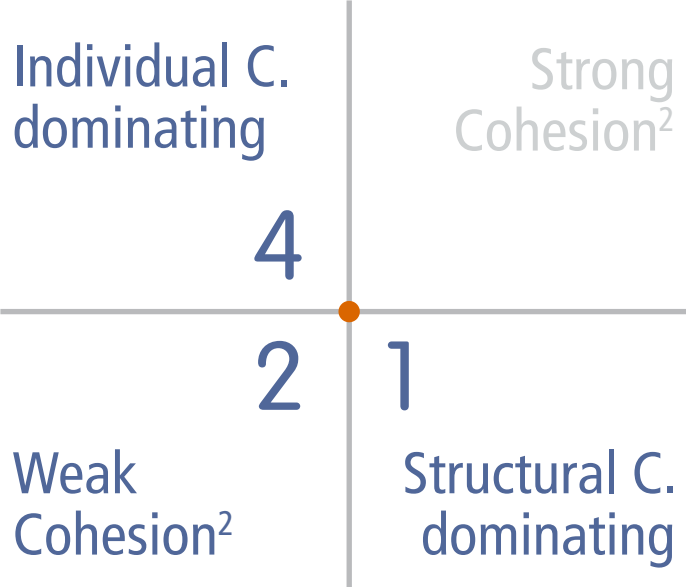 Individual C.
dominating
4
Strong
Cohesion²
2
Weak
Cohesion²
1
Structural C.
dominating